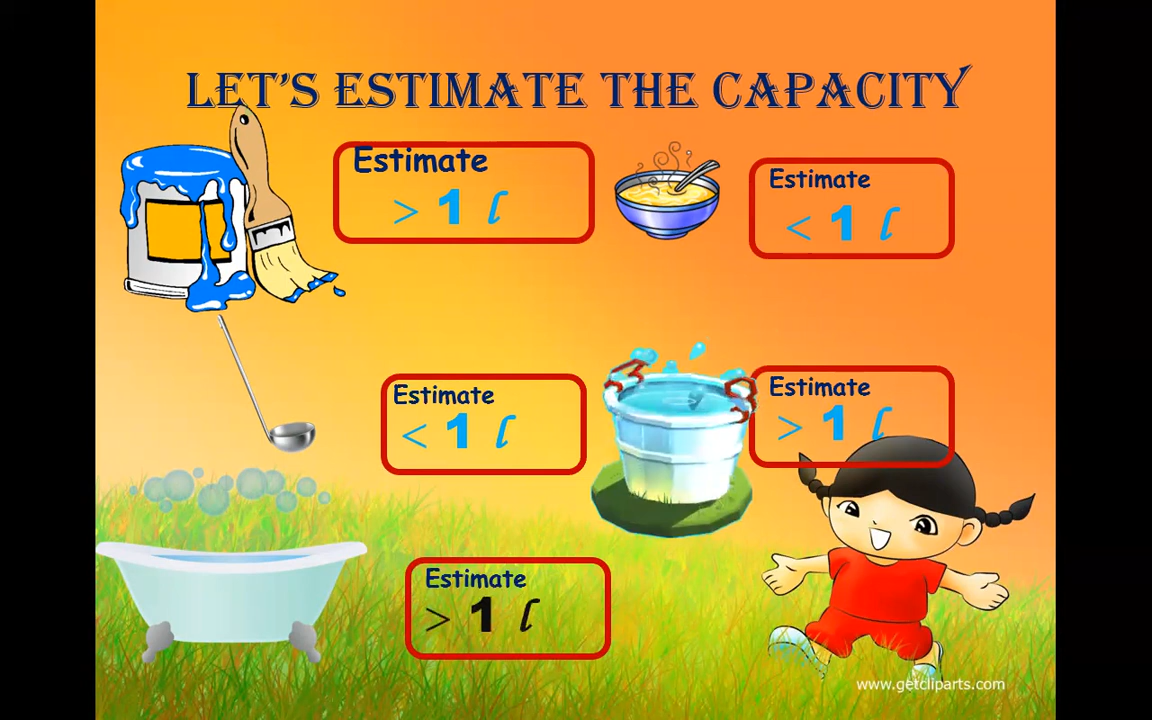 LET'S ESTIMATE THE CAPACITY
Estimate
> 1 l
Estimate
< 1 l
Estimate
< 1 l
Estimate
> 1 l
Estimate
> 1 l
www.getcliparts.com